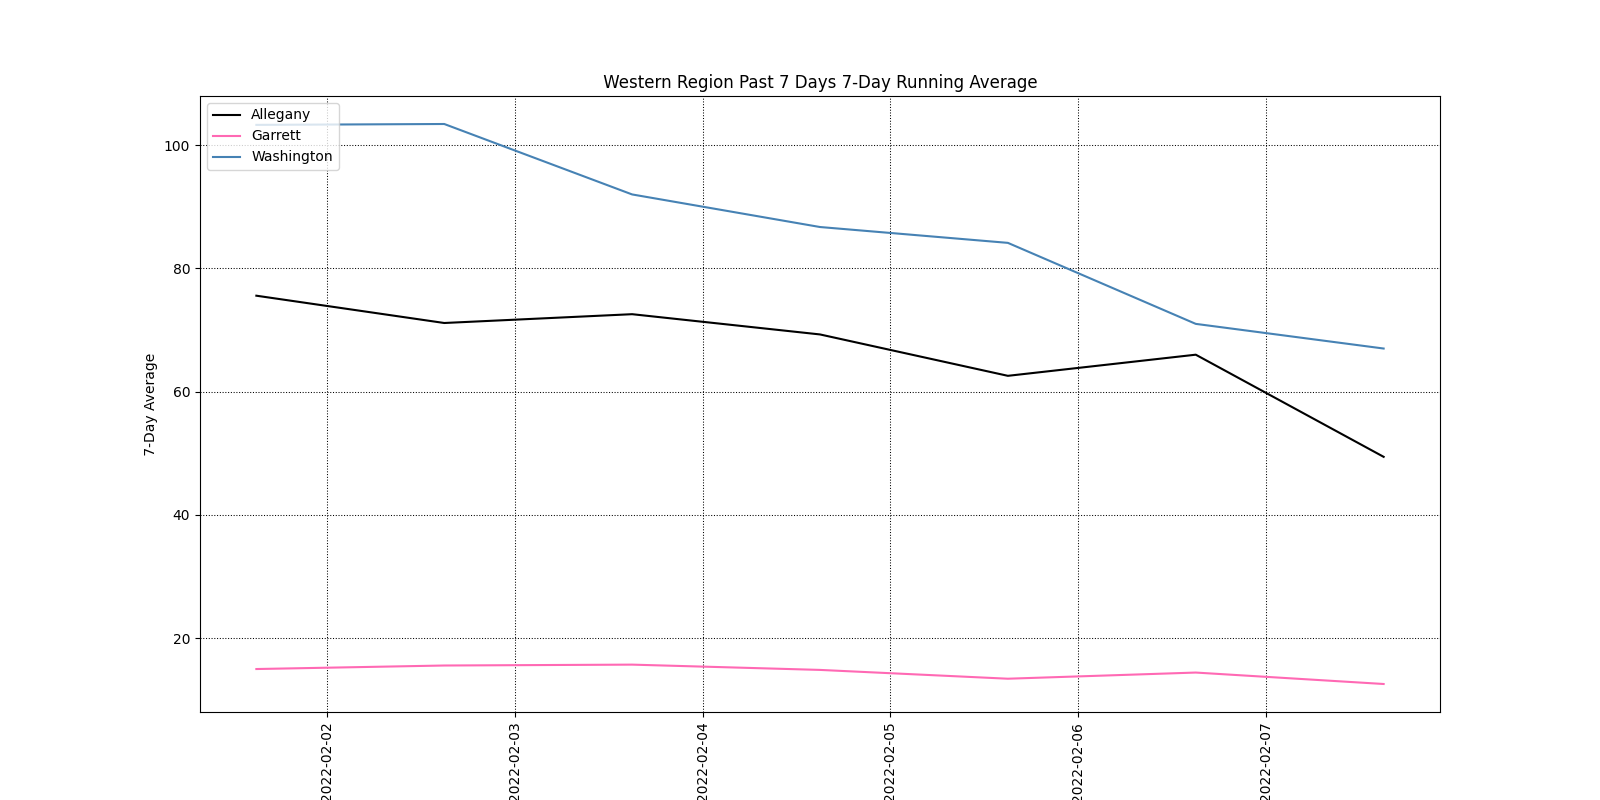 Western Region Past 7 Days 7-Day Running Average
Allegany
Garrett
Washington
7-Day Average
100
80
60
40
20
2022-02-02
2022-02-03
2022-02-04
2022-02-05
2022-02-06
2022-02-07